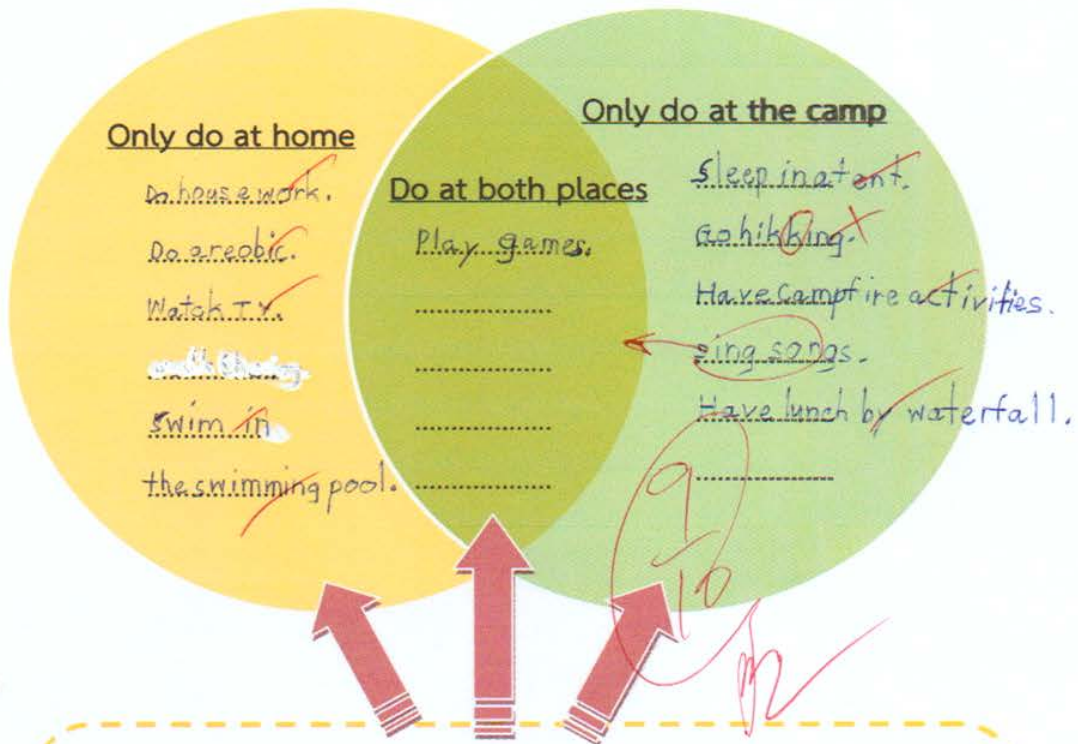 Only do at home
Do housework.
Do areobic.
Watch TV.
swim in
the swimming pool.
Do at both places
Play games.
Only do at the camp
Sleep in a tent.
Go hikking.
Have Campfire activities.
sing songs.
Have lunch by waterfall.
9
10